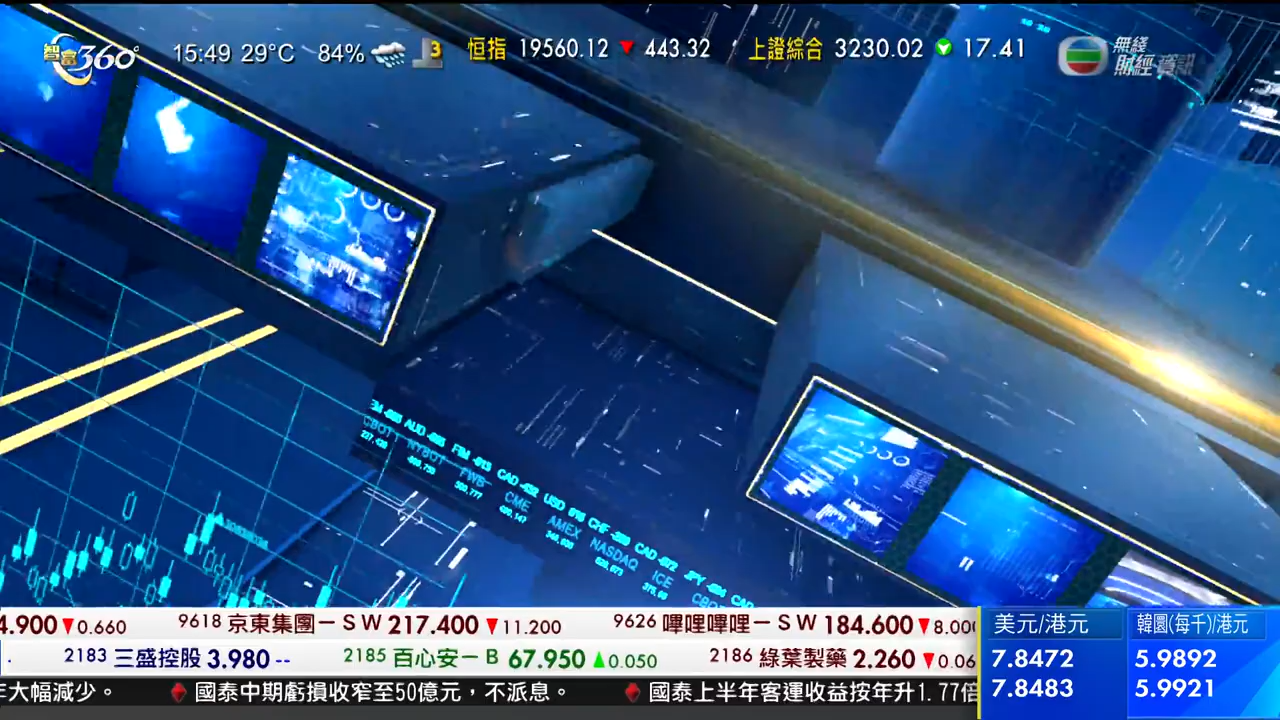 智富360°
15:49 29°C 84% 3 恒指 19560.12 ▼ 443.32 上證綜合 3230.02 17.41
無綫
財經 資訊
AUD
CAD
USD
CHF
CAD
JPY
CAD
NYBOT
FWB
CME
AMEX
NASDAQ
ICE
4.900 ▼0.660 9618 京東集團－ＳＷ 217.400 ▼11.200 9626 嗶哩嗶哩－ＳＷ 184.600 ▼8.00
2183 三盛控股 3.980 -- 2185 百心安－Ｂ 67.950 ▲0.050 2186 綠葉製藥 2.260 ▼0.06
大幅減少。 國泰中期虧損收窄至50億元，不派息。 國泰上半年客運收益按年升1.77倍
美元/港元 韓圜(每千)/港元
7.8472 5.9892
7.8483 5.9921